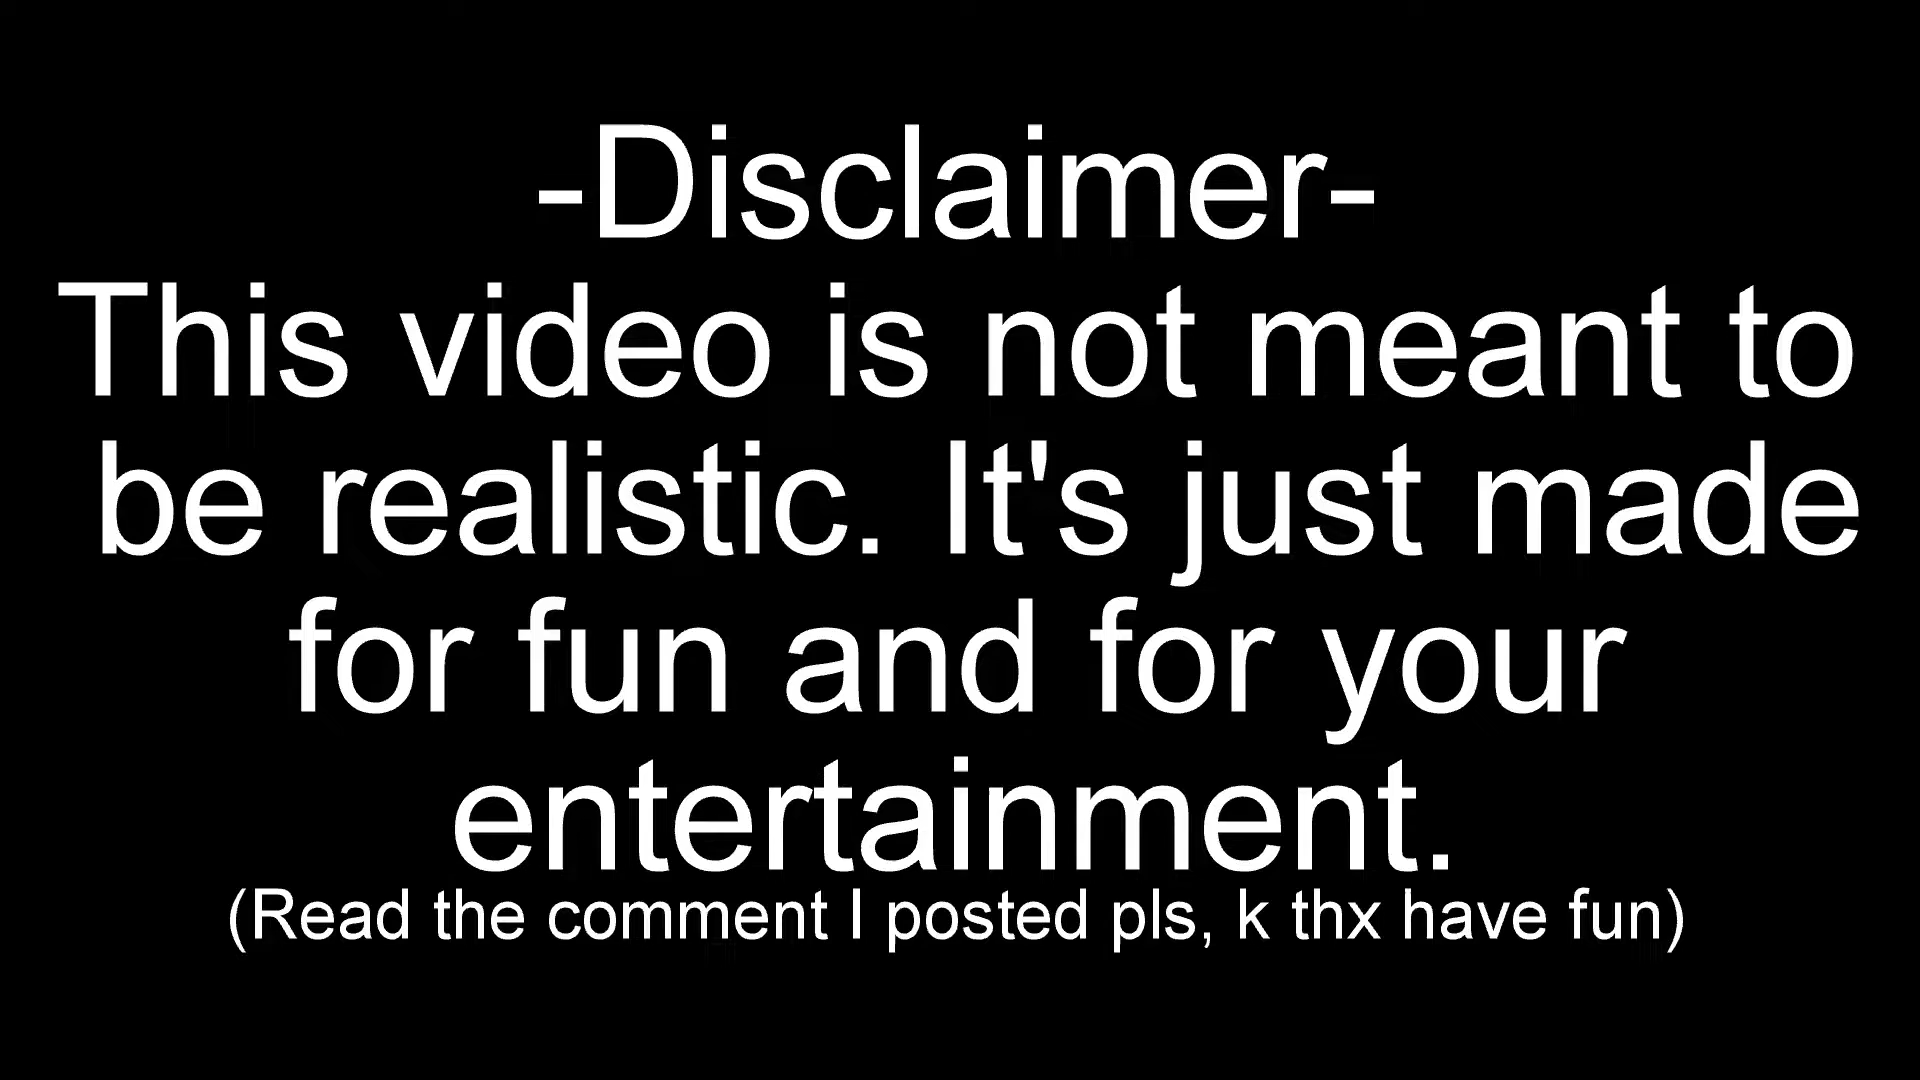 -Disclaimer-
This video is not meant to
be realistic. It's just made
for fun and for your
entertainment.
(Read the comment I posted pls, k thx have fun)